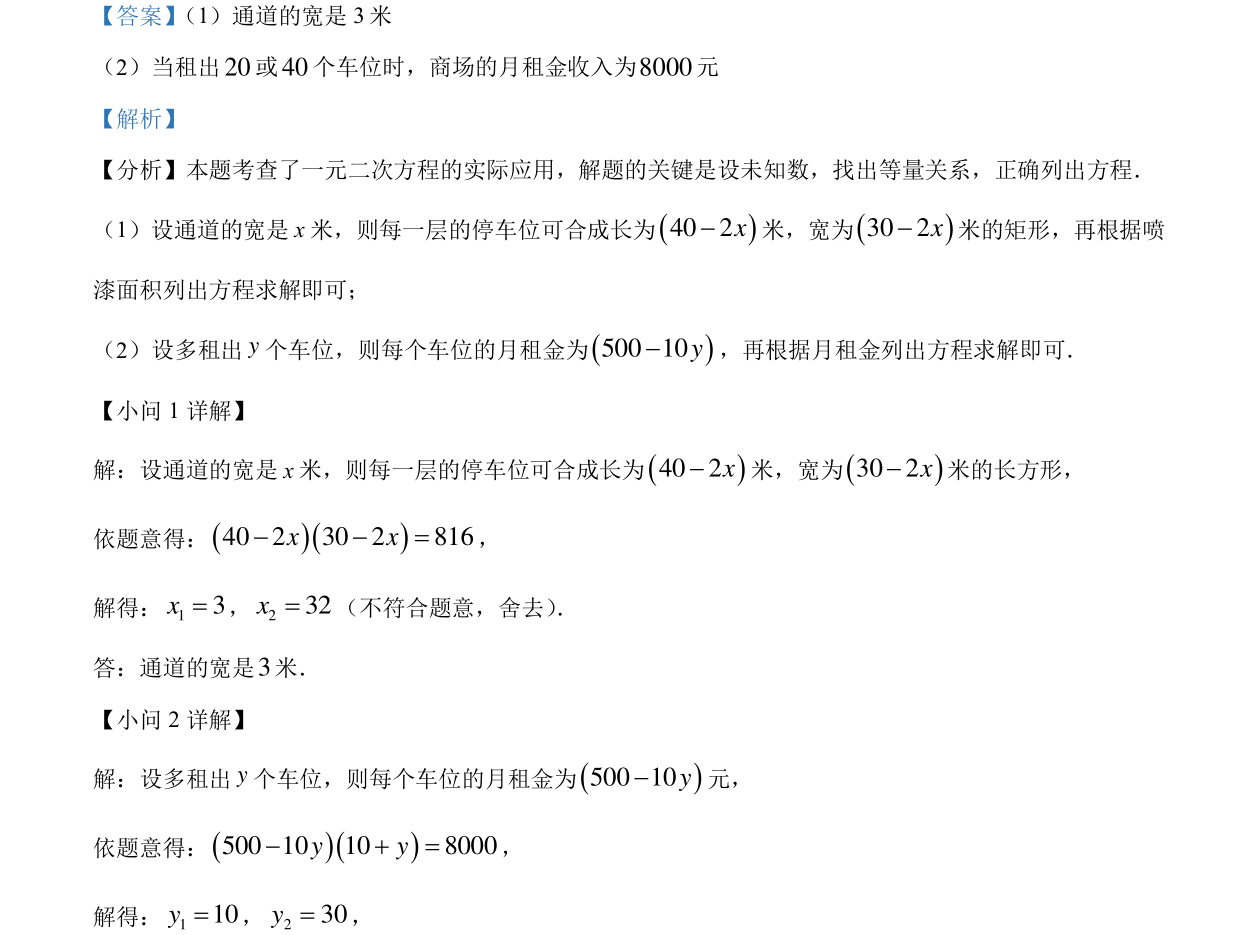 【答案】（1）通道的宽是 3 米
（2）当租出 20 或 40 个车位时，商场的月租金收入为 8000 元
【解析】
【分析】本题考查了一元二次方程的实际应用，解题的关键是设未知数，找出等量关系，正确列出方程．
（1）设通道的宽是 x 米，则每一层的停车位可合成长为(40－2x)米，宽为(30－2x)米的矩形，再根据喷
漆面积列出方程求解即可；
（2）设多租出 y 个车位，则每个车位的月租金为(500－10y)，再根据月租金列出方程求解即可．
【小问 1 详解】
解：设通道的宽是 x 米，则每一层的停车位可合成长为(40－2x)米，宽为(30－2x)米的长方形，
依题意得：(40－2x)(30－2x)＝816，
解得：x₁＝3，x₂＝32（不符合题意，舍去）．
答：通道的宽是 3 米．
【小问 2 详解】
解：设多租出 y 个车位，则每个车位的月租金为(500－10y)元，
依题意得：(500－10y)(10＋y)＝8000，
解得：y₁＝10，y₂＝30，